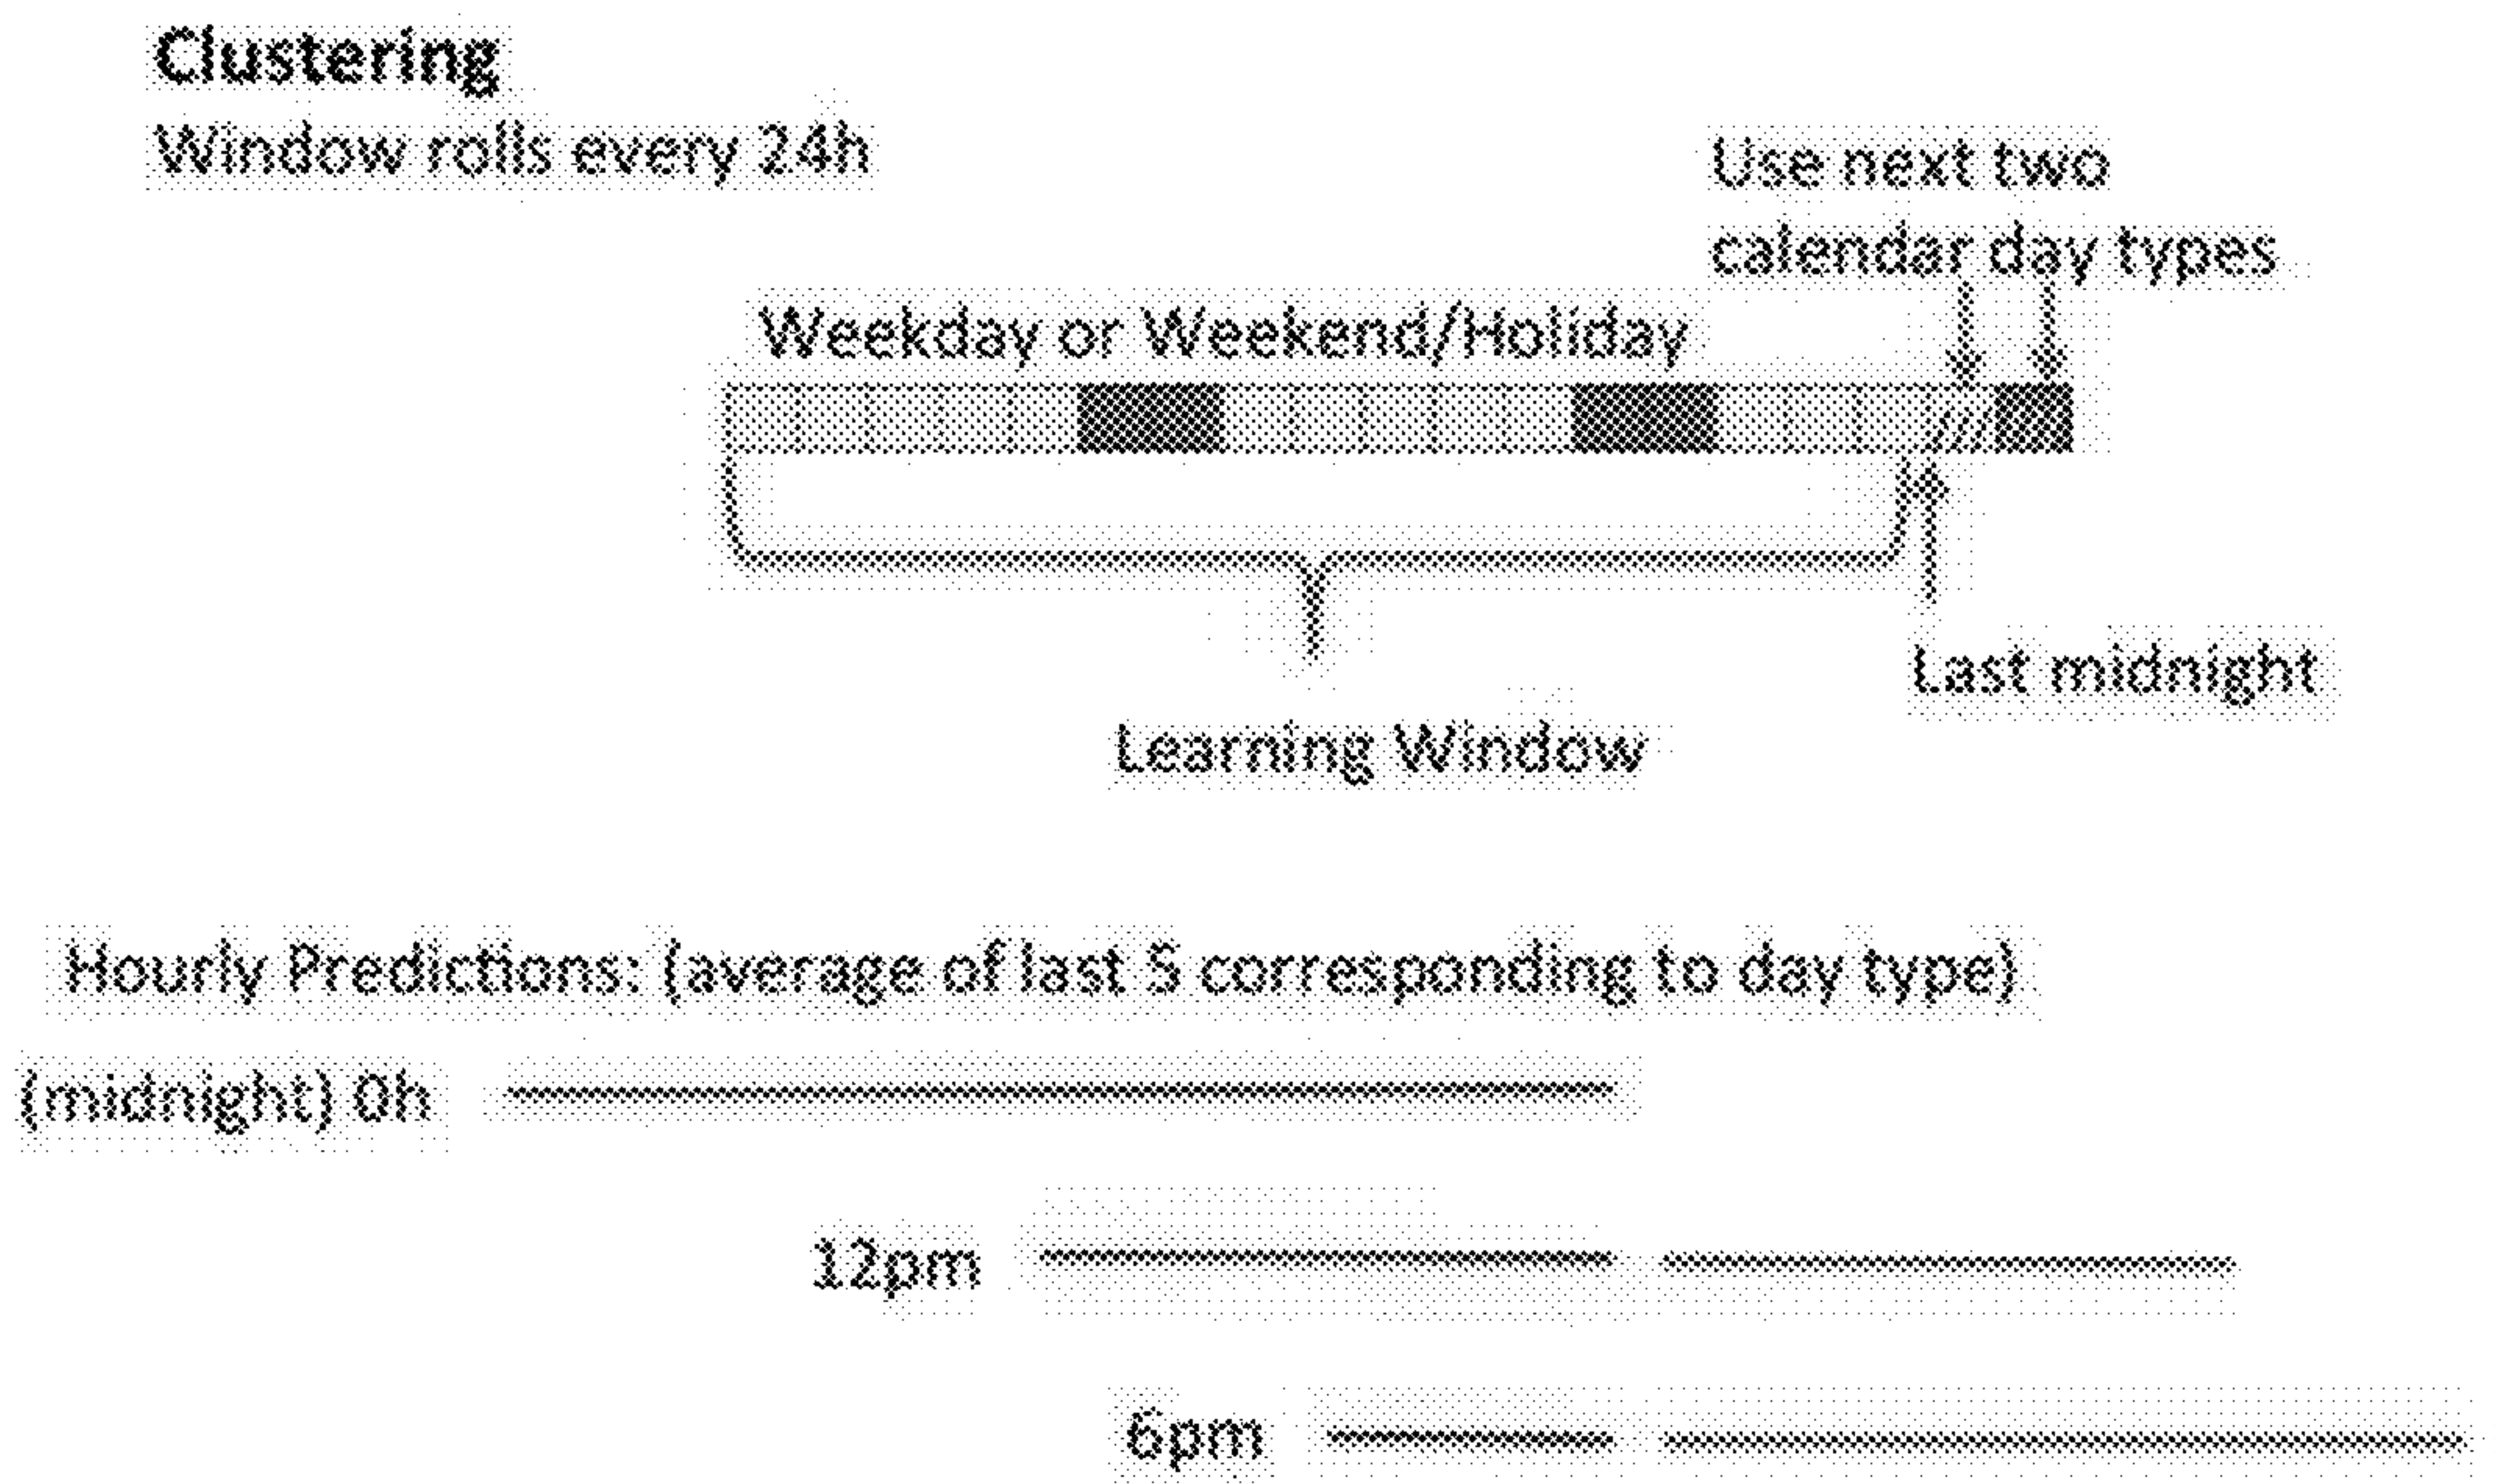 Clustering
Window rolls every 24h
Use next two
calendar day types
Weekday or Weekend/Holiday
Last midnight
Learning Window
Hourly Predictions: (average of last 5 corresponding to day type)
(midnight) 0h
12pm
6pm